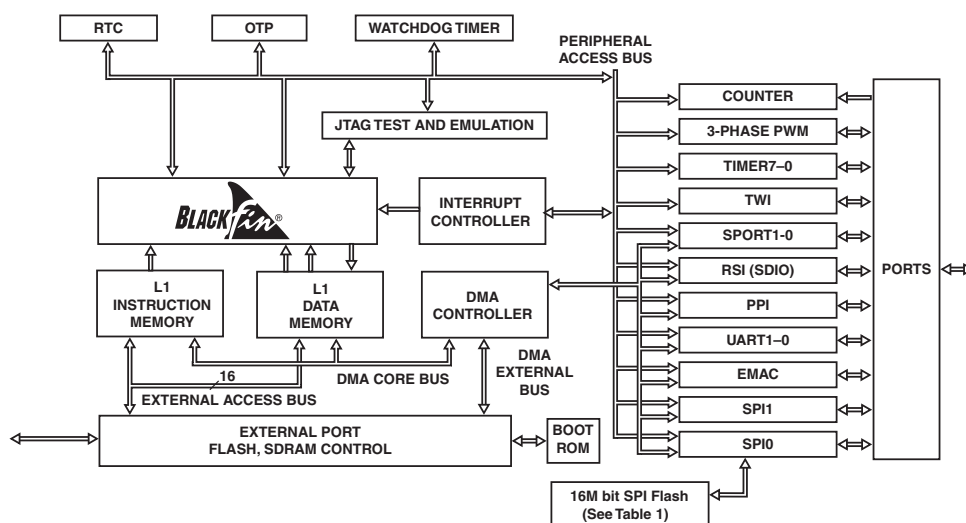 RTC
OTP
WATCHDOG TIMER
PERIPHERAL
ACCESS BUS
COUNTER
JTAG TEST AND EMULATION
3-PHASE PWM
TIMER7–0
BLACKfin®
INTERRUPT
CONTROLLER
TWI
SPORT1-0
L1
INSTRUCTION
MEMORY
L1
DATA
MEMORY
DMA
CONTROLLER
RSI (SDIO)
PORTS
PPI
UART1–0
16
DMA CORE BUS
EXTERNAL ACCESS BUS
DMA
EXTERNAL
BUS
EMAC
SPI1
EXTERNAL PORT
FLASH, SDRAM CONTROL
BOOT
ROM
SPI0
16M bit SPI Flash
(See Table 1)